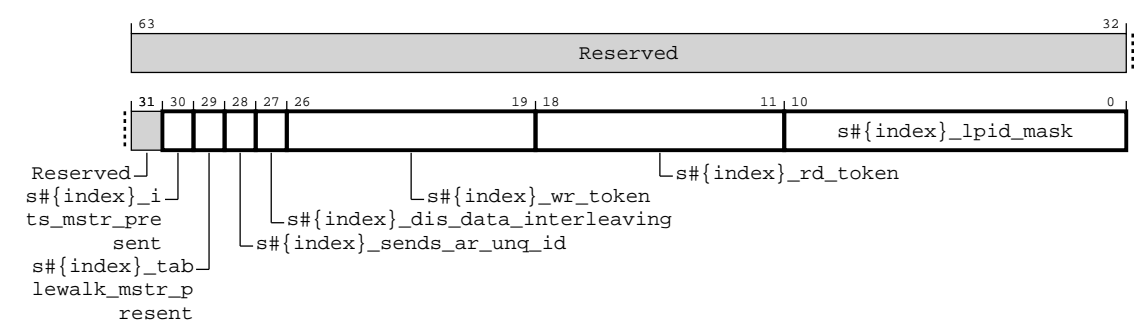 63 32
Reserved
31 30 29 28 27 26 19 18 11 10 0
s#{index}_lpid_mask
Reserved
s#{index}_rd_token
s#{index}_i
ts_mstr_pre
sent
s#{index}_wr_token
s#{index}_dis_data_interleaving
s#{index}_sends_ar_unq_id
s#{index}_tab
lewalk_mstr_p
resent